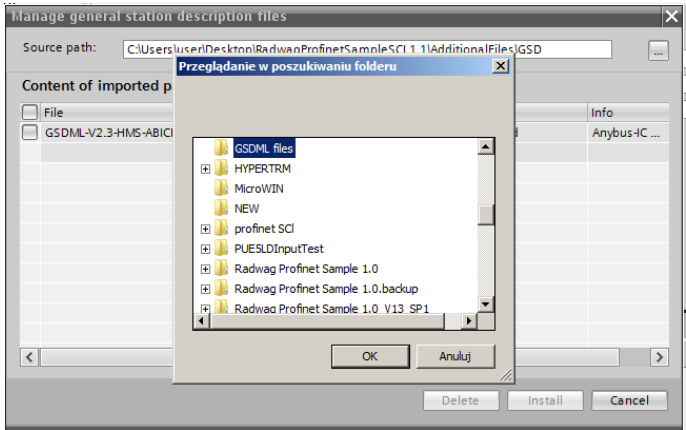 Manage general station description files
Source path: C:\Users\user\Desktop\RadwagProfinetSampleSCL1.1\AdditionalFiles\GSD ...
Przeglądanie w poszukiwaniu folderu
Content of imported p
File Info
GSDML-V2.3-HMS-ABICI Anybus-IC ...
GSDML files
HYPERTRM
MicroWIN
NEW
profinet SCl
PUE5LDInputTest
Radwag Profinet Sample 1.0
Radwag Profinet Sample 1.0.backup
Radwag Profinet Sample 1.0_V13_SP1
OK Anuluj
Delete Install Cancel